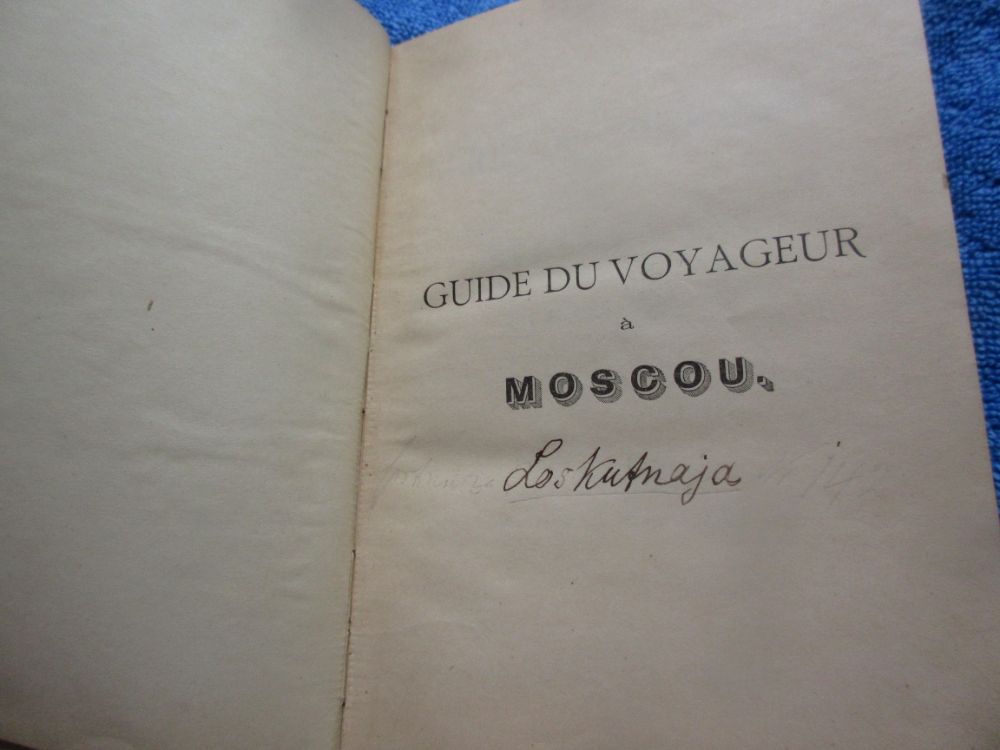 GUIDE DU VOYAGEUR
à
MOSCOU.
Loskutnaja